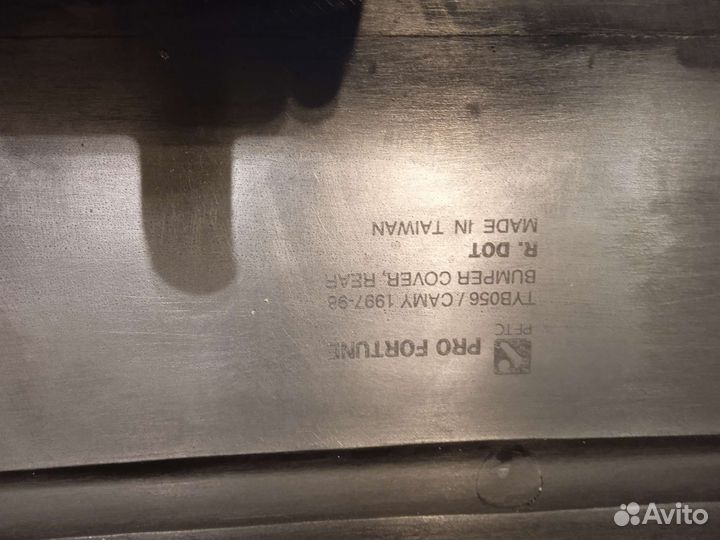 PRO FORTUNE
PFTC
TYB056 / CAMY 1997-98
BUMPER COVER, REAR
R. DOT
MADE IN TAIWAN
Avito